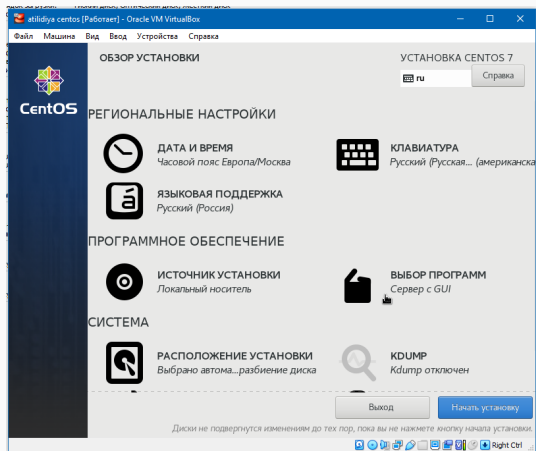 atilidiya centos [Работает] - Oracle VM VirtualBox
Файл Машина Вид Ввод Устройства Справка
CentOS
ОБЗОР УСТАНОВКИ
УСТАНОВКА CENTOS 7
ru
Справка
РЕГИОНАЛЬНЫЕ НАСТРОЙКИ
ДАТА И ВРЕМЯ
Часовой пояс Европа/Москва
КЛАВИАТУРА
Русский (Русская... (американска
ЯЗЫКОВАЯ ПОДДЕРЖКА
Русский (Россия)
ПРОГРАММНОЕ ОБЕСПЕЧЕНИЕ
ИСТОЧНИК УСТАНОВКИ
Локальный носитель
ВЫБОР ПРОГРАММ
Сервер с GUI
СИСТЕМА
РАСПОЛОЖЕНИЕ УСТАНОВКИ
Выбрано автома...разбиение диска
KDUMP
Kdump отключен
Выход
Начать установку
Диски не подвергнутся изменениям до тех пор, пока вы не нажмете кнопку начала установки.
Right Ctrl